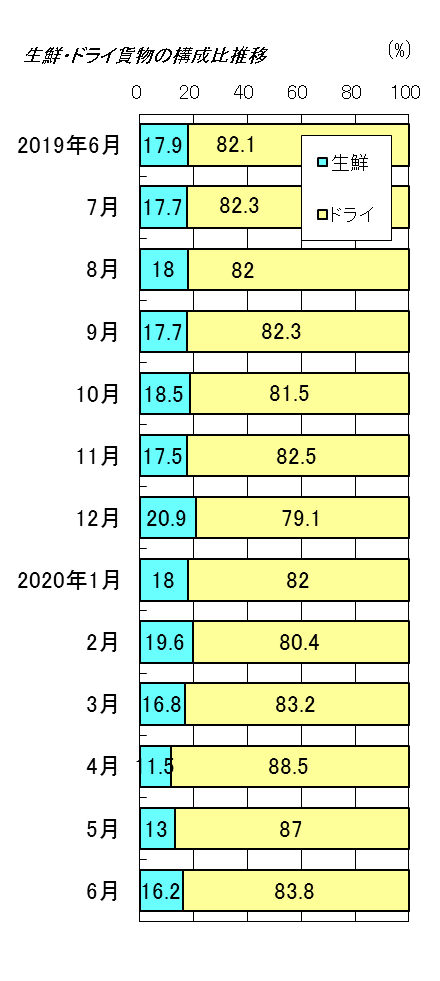 生鮮・ドライ貨物の構成比推移
(%)
0 20 40 60 80 100
2019年6月 17.9 82.1
生鮮
7月 17.7 82.3
ドライ
8月 18 82
9月 17.7 82.3
10月 18.5 81.5
11月 17.5 82.5
12月 20.9 79.1
2020年1月 18 82
2月 19.6 80.4
3月 16.8 83.2
4月 11.5 88.5
5月 13 87
6月 16.2 83.8